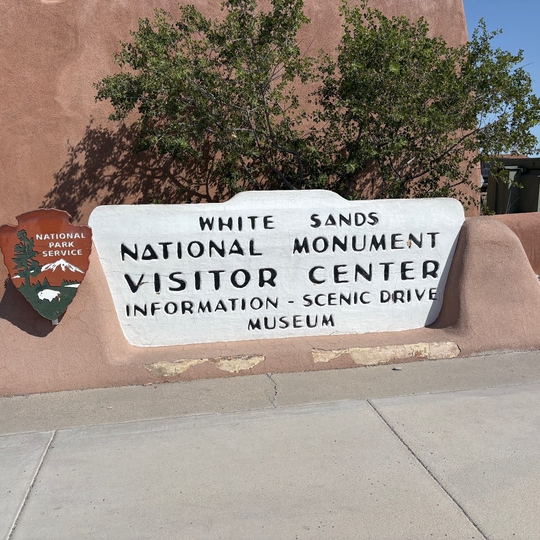 NATIONAL
PARK
SERVICE
WHITE SANDS
NATIONAL MONUMENT
VISITOR CENTER
INFORMATION - SCENIC DRIVE
MUSEUM